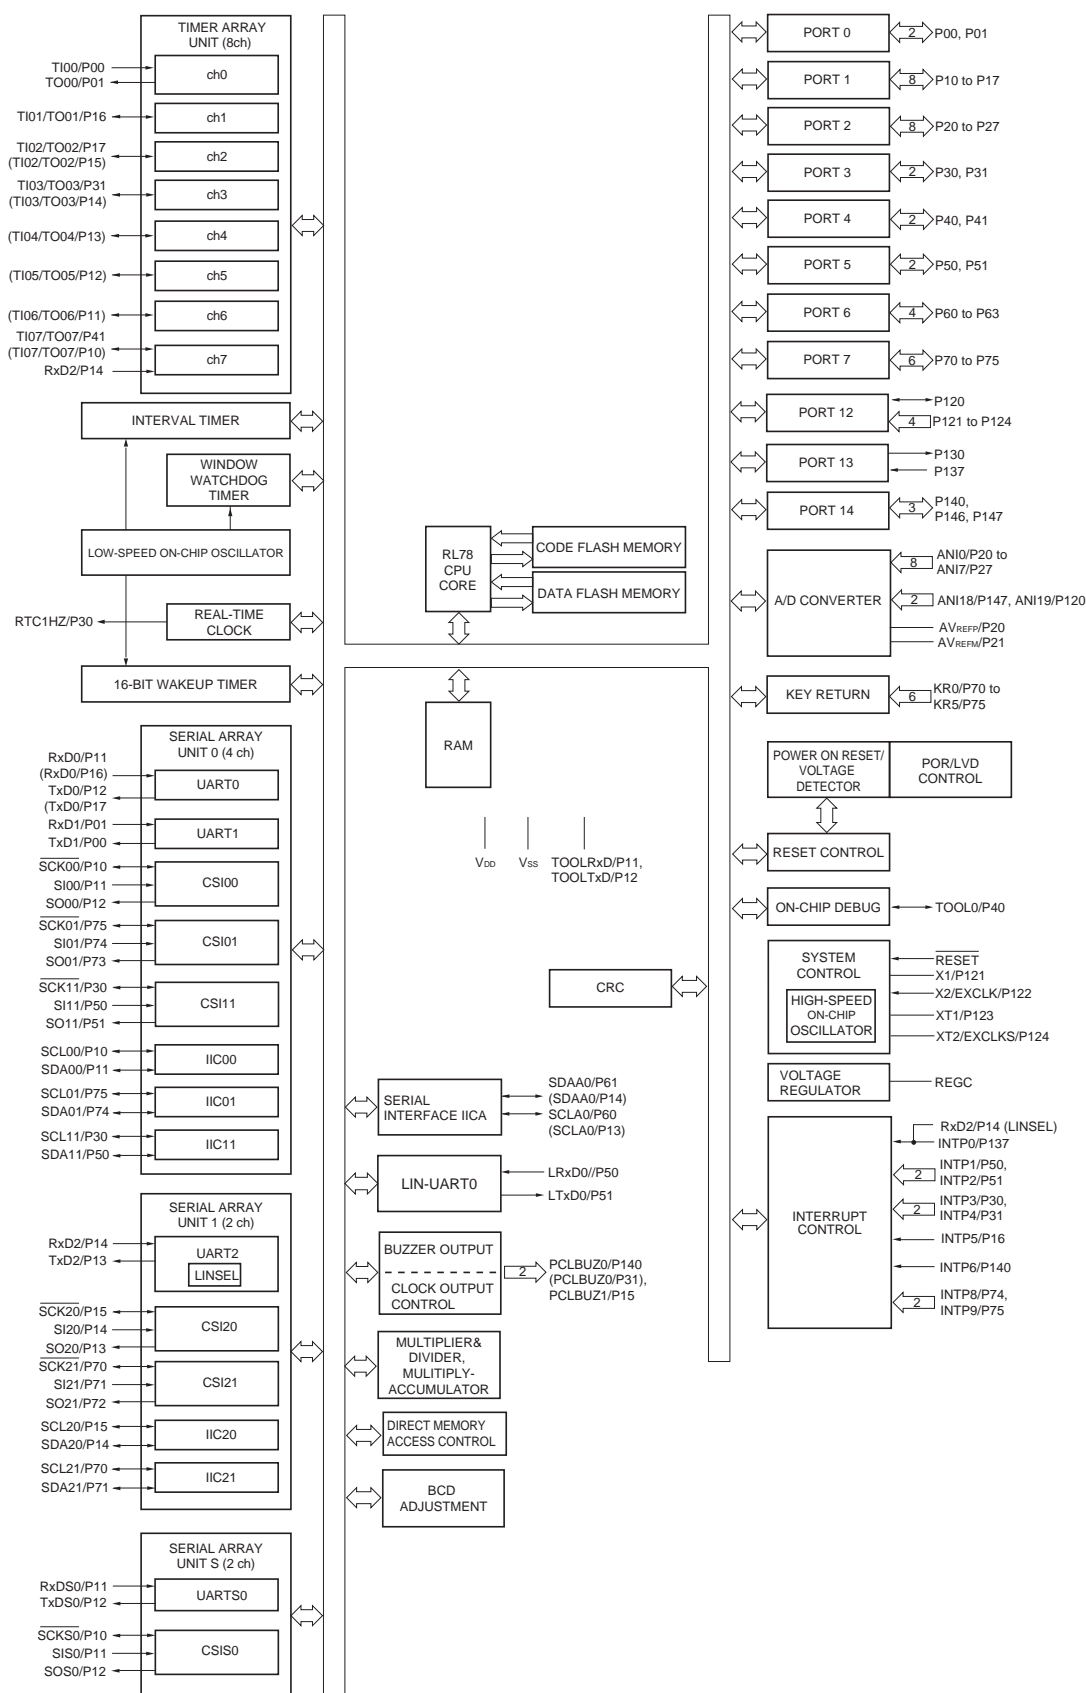 TIMER ARRAY
UNIT (8ch)
TI00/P00
TO00/P01
ch0
TI01/TO01/P16
ch1
TI02/TO02/P17
(TI02/TO02/P15)
ch2
TI03/TO03/P31
(TI03/TO03/P14)
ch3
(TI04/TO04/P13)
ch4
(TI05/TO05/P12)
ch5
(TI06/TO06/P11)
ch6
TI07/TO07/P41
(TI07/TO07/P10)
RxD2/P14
ch7
INTERVAL TIMER
WINDOW
WATCHDOG
TIMER
LOW-SPEED ON-CHIP OSCILLATOR
RTC1HZ/P30
REAL-TIME
CLOCK
16-BIT WAKEUP TIMER
SERIAL ARRAY
UNIT 0 (4 ch)
RxD0/P11
(RxD0/P16)
TxD0/P12
(TxD0/P17
UART0
RxD1/P01
TxD1/P00
UART1
SCK00/P10
SI00/P11
SO00/P12
CSI00
SCK01/P75
SI01/P74
SO01/P73
CSI01
SCK11/P30
SI11/P50
SO11/P51
CSI11
SCL00/P10
SDA00/P11
IIC00
SCL01/P75
SDA01/P74
IIC01
SCL11/P30
SDA11/P50
IIC11
SERIAL ARRAY
UNIT 1 (2 ch)
RxD2/P14
TxD2/P13
UART2
LINSEL
SCK20/P15
SI20/P14
SO20/P13
CSI20
SCK21/P70
SI21/P71
SO21/P72
CSI21
SCL20/P15
SDA20/P14
IIC20
SCL21/P70
SDA21/P71
IIC21
SERIAL ARRAY
UNIT S (2 ch)
RxDS0/P11
TxDS0/P12
UARTS0
SCKS0/P10
SIS0/P11
SOS0/P12
CSIS0
RL78
CPU
CORE
CODE FLASH MEMORY
DATA FLASH MEMORY
RAM
VDD
VSS
TOOLRxD/P11,
TOOLTxD/P12
CRC
SERIAL
INTERFACE IICA
SDAA0/P61
(SDAA0/P14)
SCLA0/P60
(SCLA0/P13)
LIN-UART0
LRxD0//P50
LTxD0/P51
BUZZER OUTPUT
CLOCK OUTPUT
CONTROL
2
PCLBUZ0/P140
(PCLBUZ0/P31),
PCLBUZ1/P15
MULTIPLIER&
DIVIDER,
MULITIPLY-
ACCUMULATOR
DIRECT MEMORY
ACCESS CONTROL
BCD
ADJUSTMENT
PORT 0
2
P00, P01
PORT 1
8
P10 to P17
PORT 2
8
P20 to P27
PORT 3
2
P30, P31
PORT 4
2
P40, P41
PORT 5
2
P50, P51
PORT 6
4
P60 to P63
PORT 7
6
P70 to P75
PORT 12
P120
4
P121 to P124
PORT 13
P130
P137
PORT 14
3
P140,
P146, P147
A/D CONVERTER
8
ANI0/P20 to
ANI7/P27
2
ANI18/P147, ANI19/P120
AVREFP/P20
AVREFM/P21
KEY RETURN
6
KR0/P70 to
KR5/P75
POWER ON RESET/
VOLTAGE
DETECTOR
POR/LVD
CONTROL
RESET CONTROL
ON-CHIP DEBUG
TOOL0/P40
SYSTEM
CONTROL
HIGH-SPEED
ON-CHIP
OSCILLATOR
RESET
X1/P121
X2/EXCLK/P122
XT1/P123
XT2/EXCLKS/P124
VOLTAGE
REGULATOR
REGC
INTERRUPT
CONTROL
RxD2/P14 (LINSEL)
INTP0/P137
2
INTP1/P50,
INTP2/P51
2
INTP3/P30,
INTP4/P31
INTP5/P16
INTP6/P140
2
INTP8/P74,
INTP9/P75